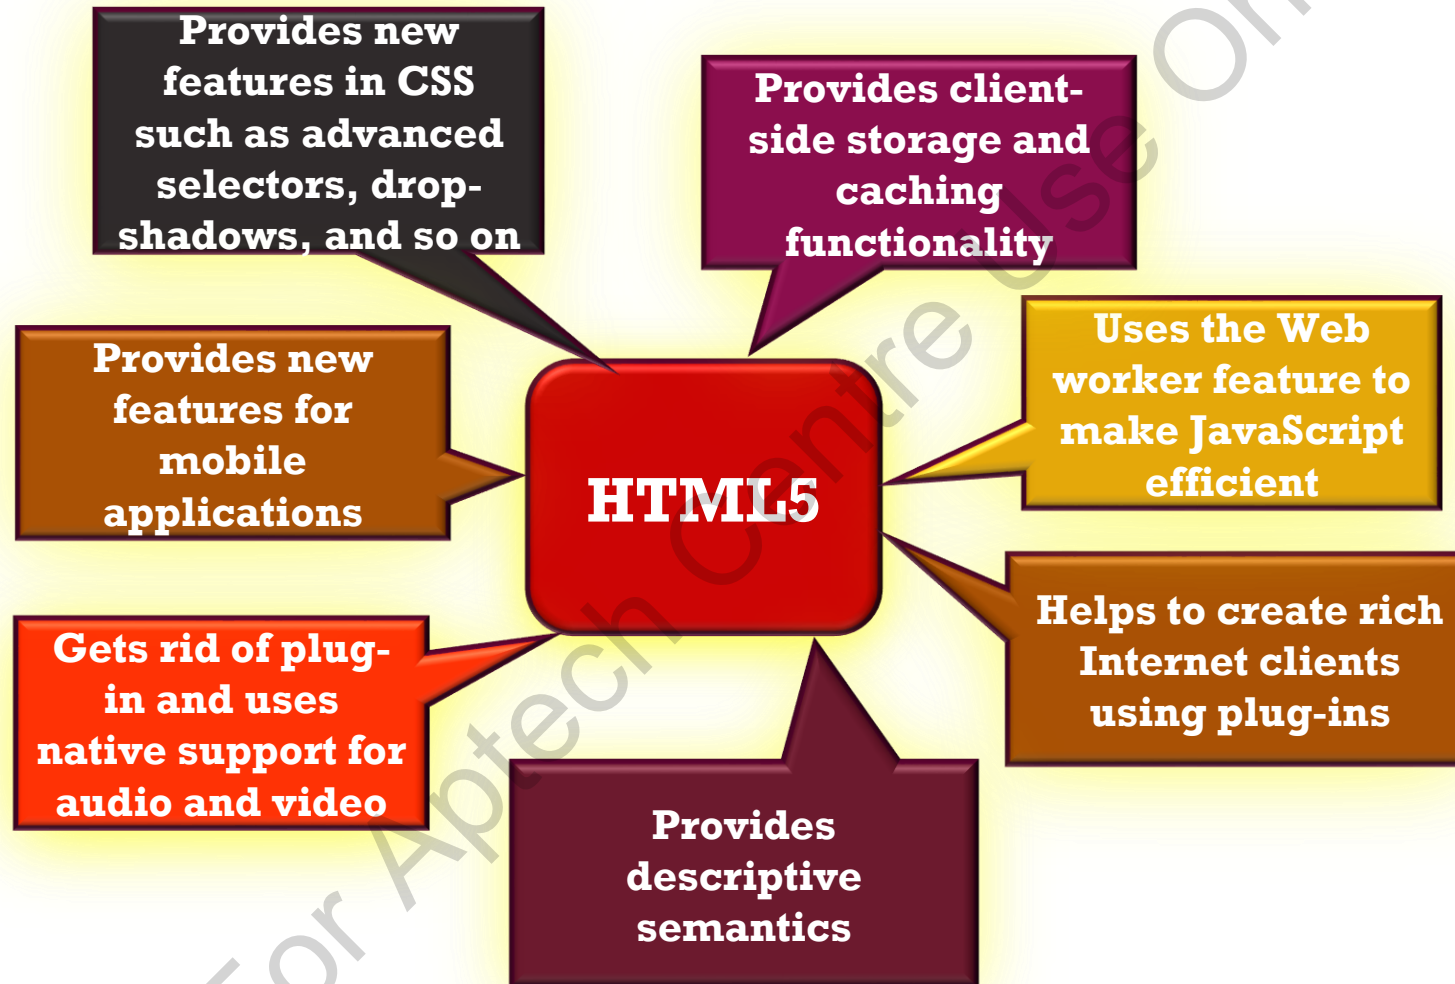 Provides new
features in CSS
such as advanced
selectors, drop-
shadows, and so on
Provides client-
side storage and
caching
functionality
Provides new
features for
mobile
applications
HTML5
Uses the Web
worker feature to
make JavaScript
efficient
Gets rid of plug-
in and uses
native support for
audio and video
Helps to create rich
Internet clients
using plug-ins
Provides
descriptive
semantics
For Aptech Centre Use On